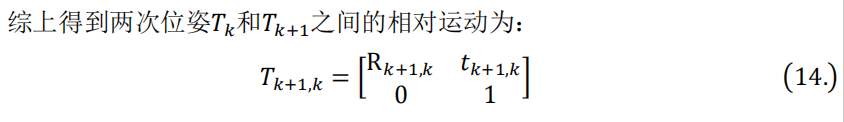 综上得到两次位姿T_k和T_{k+1}之间的相对运动为：
T_{k+1,k} = [R_{k+1,k} t_{k+1,k}
0 1] (14.)